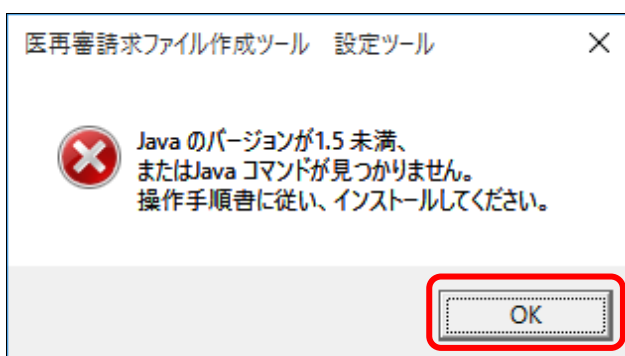 医再審請求ファイル作成ツール　設定ツール
Java のバージョンが1.5 未満、
またはJava コマンドが見つかりません。
操作手順書に従い、インストールしてください。
OK